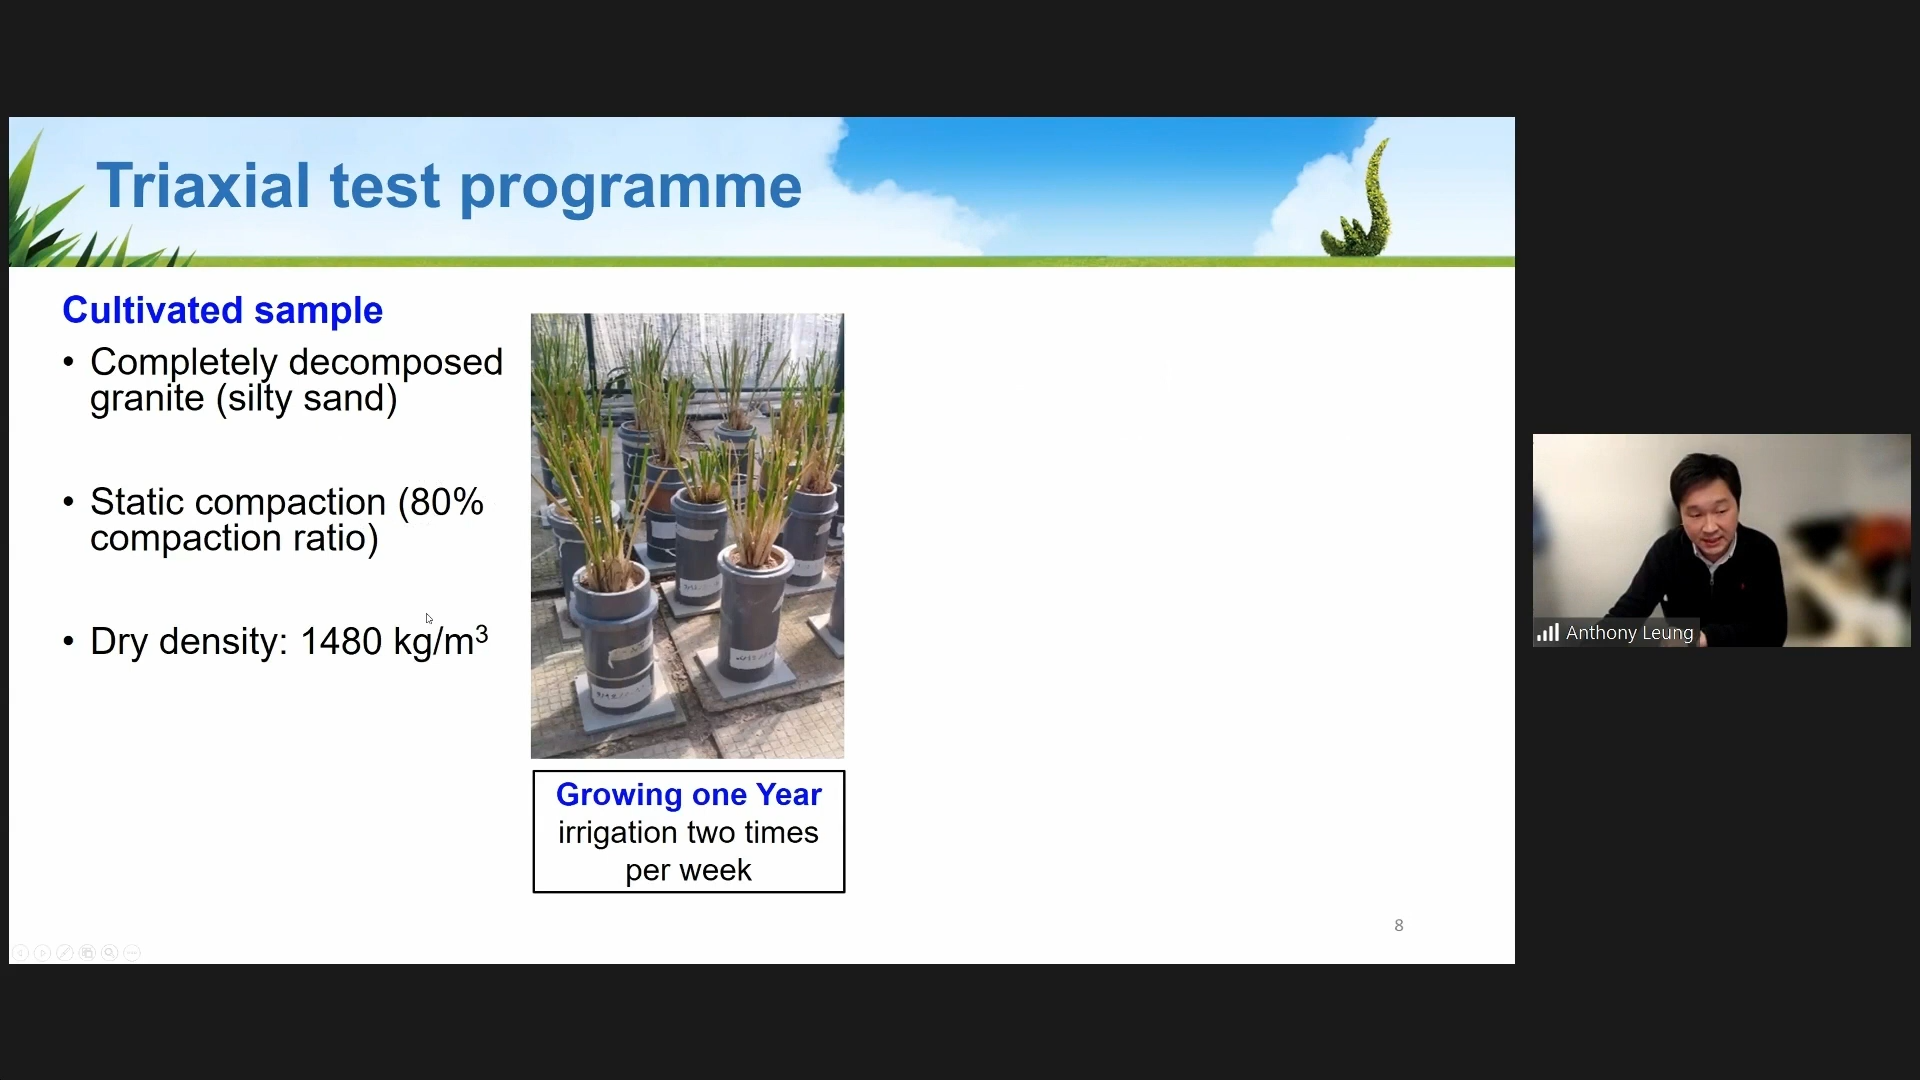 Triaxial test programme
Cultivated sample
• Completely decomposed
granite (silty sand)
• Static compaction (80%
compaction ratio)
• Dry density: 1480 kg/m³
Growing one Year
irrigation two times
per week
8
Anthony Leung